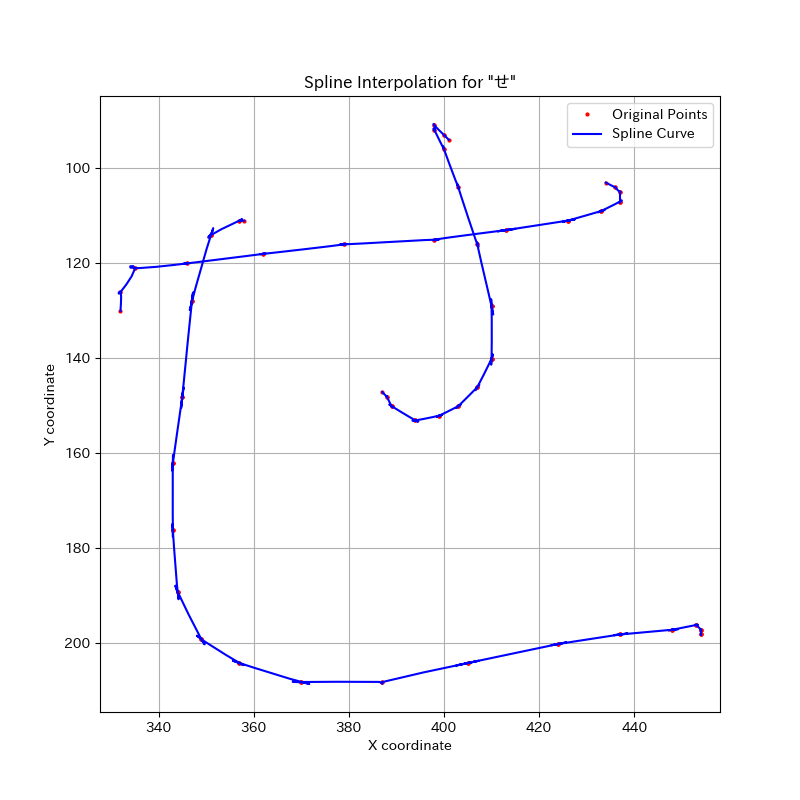 Spline Interpolation for "せ"
Original Points
Spline Curve
100
120
140
160
180
200
Y coordinate
340
360
380
400
420
440
X coordinate
せ